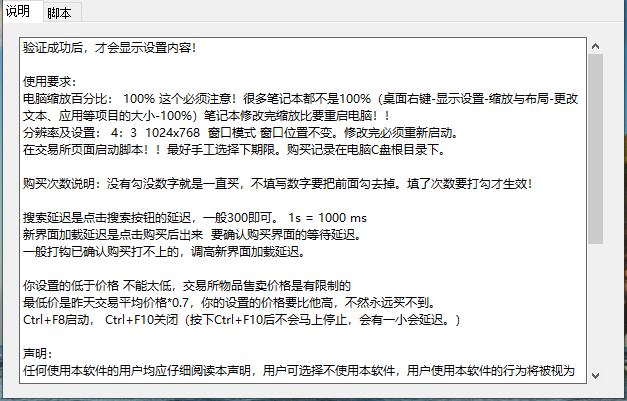 说明 脚本
验证成功后，才会显示设置内容！
使用要求：
电脑缩放百分比： 100% 这个必须注意！很多笔记本都不是100%（桌面右键-显示设置-缩放与布局-更改
文本、应用等项目的大小-100%）笔记本修改完缩放比要重启电脑！！
分辨率及设置： 4：3 1024x768 窗口模式 窗口位置不变。修改完必须重新启动。
在交易所页面启动脚本！！最好手工选择下期限。购买记录在电脑C盘根目录下。
购买次数说明：没有勾没数字就是一直买，不填写数字要把前面勾去掉。填了次数要打勾才生效！
搜索延迟是点击搜索按钮的延迟，一般300即可。 1s = 1000 ms
新界面加载延迟是点击购买后出来 要确认购买界面的等待延迟。
一般打钩已确认购买打不上的，调高新界面加载延迟。
你设置的低于价格 不能太低，交易所物品售卖价格是有限制的
最低价是昨天交易平均价格*0.7，你的设置的价格要比他高，不然永远买不到。
Ctrl+F8启动， Ctrl+F10关闭（按下Ctrl+F10后不会马上停止，会有一小会延迟。）
声明：
任何使用本软件的用户均应仔细阅读本声明，用户可选择不使用本软件，用户使用本软件的行为将被视为